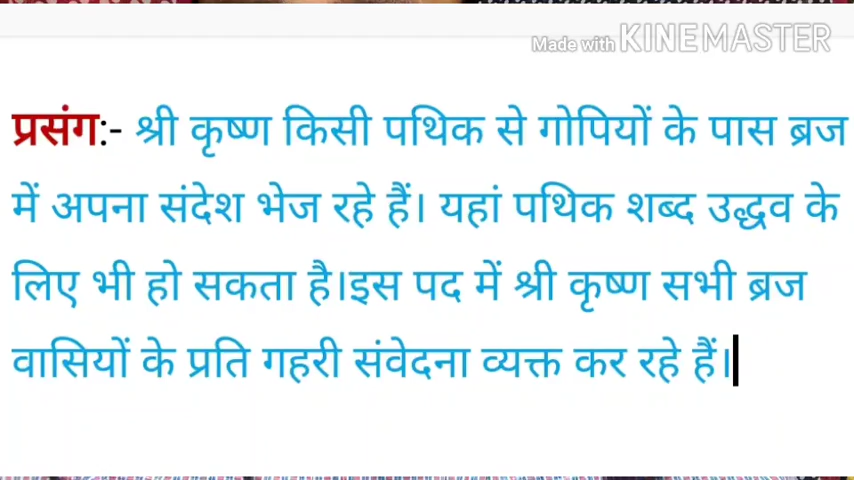 Made with KINEMASTER
प्रसंग:- श्री कृष्ण किसी पथिक से गोपियों के पास ब्रज
में अपना संदेश भेज रहे हैं। यहां पथिक शब्द उद्धव के
लिए भी हो सकता है।इस पद में श्री कृष्ण सभी ब्रज
वासियों के प्रति गहरी संवेदना व्यक्त कर रहे हैं।